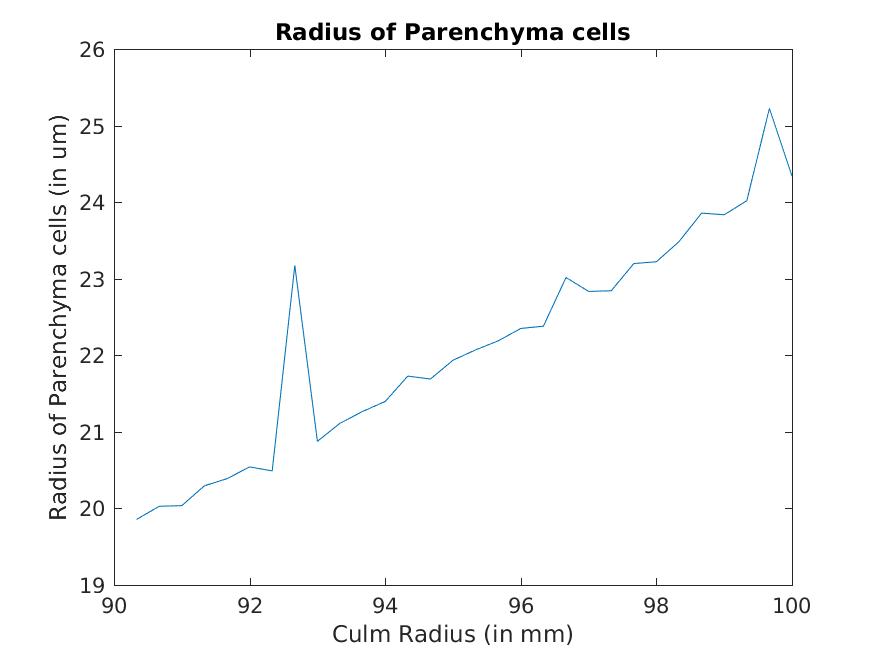 Radius of Parenchyma cells
26
25
24
23
22
21
20
19
Radius of Parenchyma cells (in um)
90 92 94 96 98 100
Culm Radius (in mm)